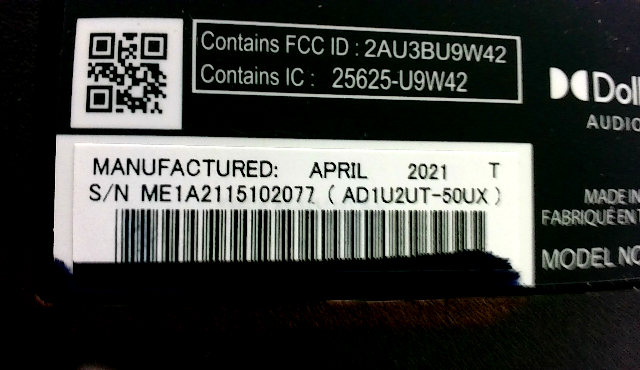 Contains FCC ID : 2AU3BU9W42
Contains IC : 25625-U9W42
AUDIO
MANUFACTURED: APRIL 2021 T
S/N ME1A2115102077 ( AD1U2UT-50UX )
MADE IN
FABRIQUÉ EN
MODEL NO